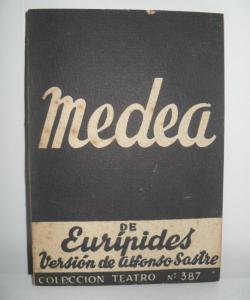 medea
DE
Eurípides
Versión de Alfonso Sastre
COLECCION TEATRO Nº 387